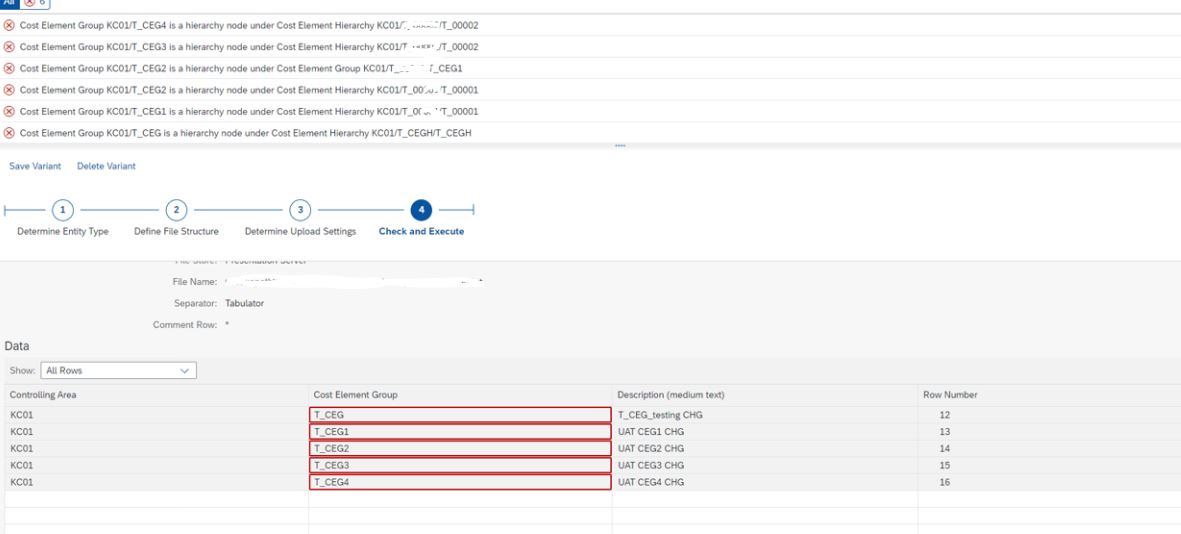 All 6
Cost Element Group KC01/T_CEG4 is a hierarchy node under Cost Element Hierarchy KC01/T_ /T_00002
Cost Element Group KC01/T_CEG3 is a hierarchy node under Cost Element Hierarchy KC01/T /T_00002
Cost Element Group KC01/T_CEG2 is a hierarchy node under Cost Element Group KC01/T_ T_CEG1
Cost Element Group KC01/T_CEG2 is a hierarchy node under Cost Element Hierarchy KC01/T_00 /T_00001
Cost Element Group KC01/T_CEG1 is a hierarchy node under Cost Element Hierarchy KC01/T_0 /T_00001
Cost Element Group KC01/T_CEG is a hierarchy node under Cost Element Hierarchy KC01/T_CEGH/T_CEGH
Save Variant Delete Variant
1 2 3 4
Determine Entity Type Define File Structure Determine Upload Settings Check and Execute
File Store: Presentation Server
File Name:
Separator: Tabulator
Comment Row: *
Data
Show: All Rows
Controlling Area Cost Element Group Description (medium text) Row Number
KC01 T_CEG T_CEG_testing CHG 12
KC01 T_CEG1 UAT CEG1 CHG 13
KC01 T_CEG2 UAT CEG2 CHG 14
KC01 T_CEG3 UAT CEG3 CHG 15
KC01 T_CEG4 UAT CEG4 CHG 16